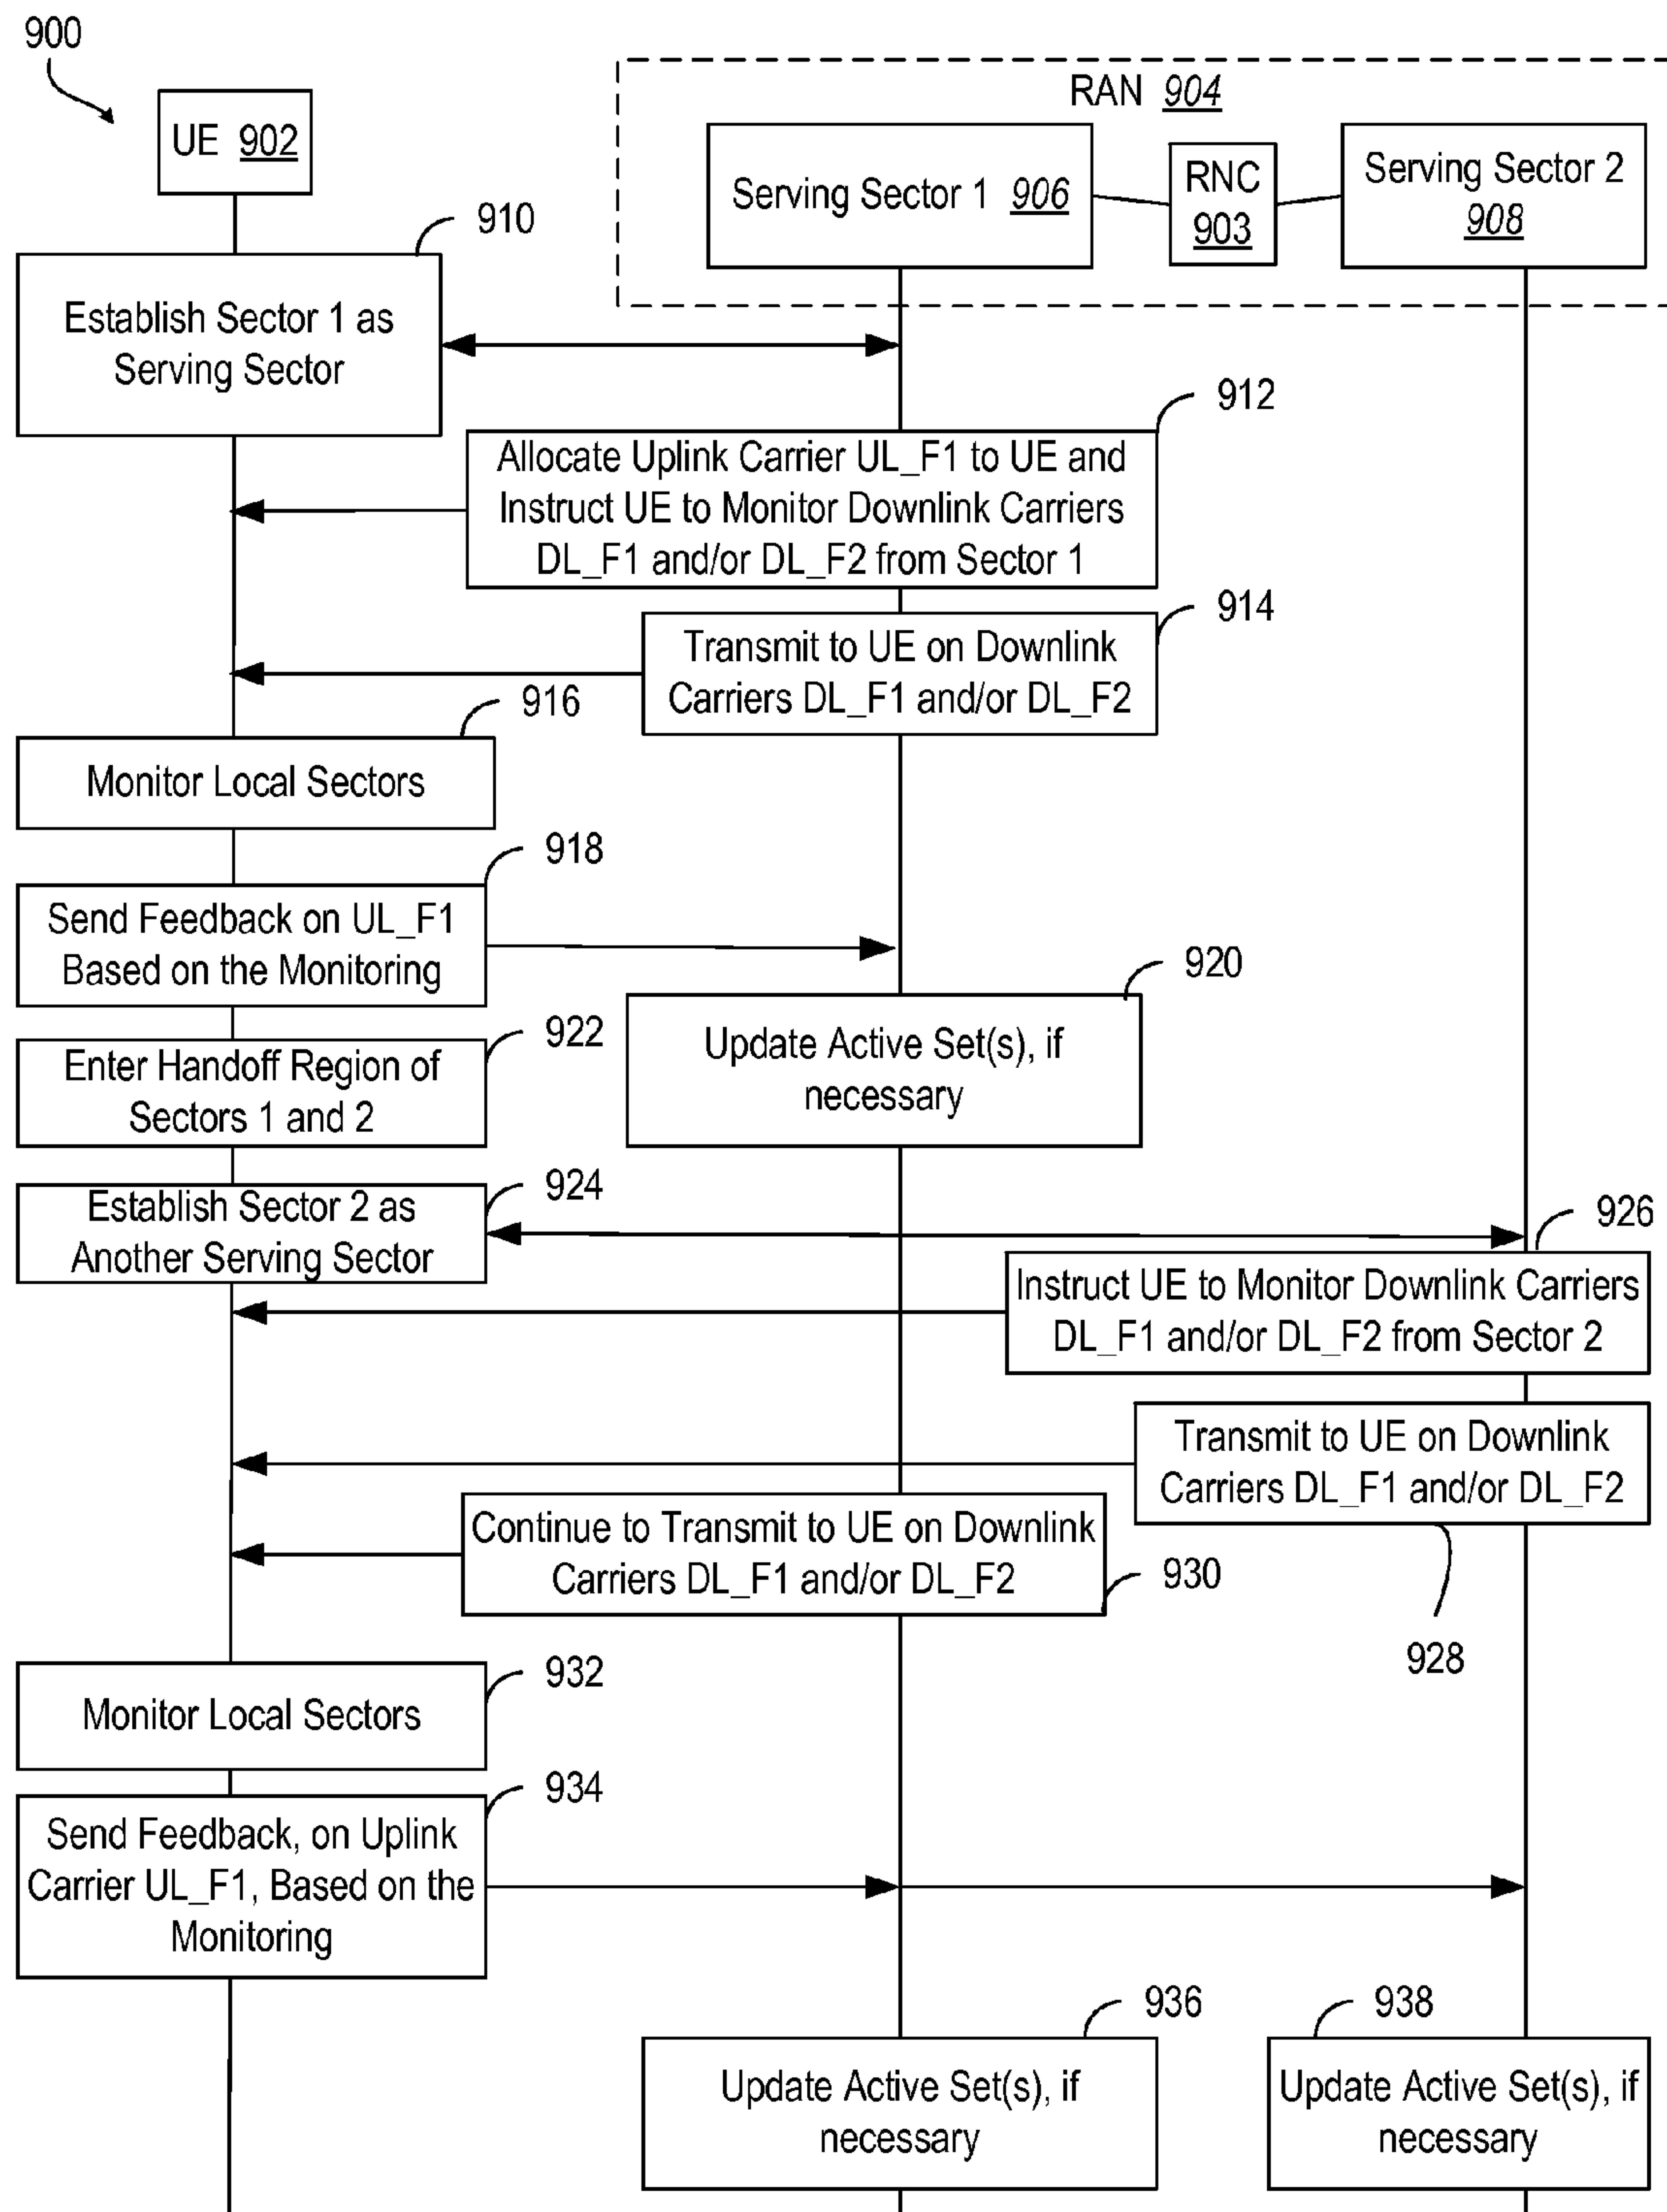 900
UE 902
RAN 904
Serving Sector 1 906
RNC
903
Serving Sector 2
908
910
Establish Sector 1 as
Serving Sector
912
Allocate Uplink Carrier UL_F1 to UE and
Instruct UE to Monitor Downlink Carriers
DL_F1 and/or DL_F2 from Sector 1
914
Transmit to UE on Downlink
Carriers DL_F1 and/or DL_F2
916
Monitor Local Sectors
918
Send Feedback on UL_F1
Based on the Monitoring
920
Update Active Set(s), if
necessary
922
Enter Handoff Region of
Sectors 1 and 2
924
Establish Sector 2 as
Another Serving Sector
926
Instruct UE to Monitor Downlink Carriers
DL_F1 and/or DL_F2 from Sector 2
Transmit to UE on Downlink
Carriers DL_F1 and/or DL_F2
928
Continue to Transmit to UE on Downlink
Carriers DL_F1 and/or DL_F2
930
932
Monitor Local Sectors
934
Send Feedback, on Uplink
Carrier UL_F1, Based on the
Monitoring
936
Update Active Set(s), if
necessary
938
Update Active Set(s), if
necessary